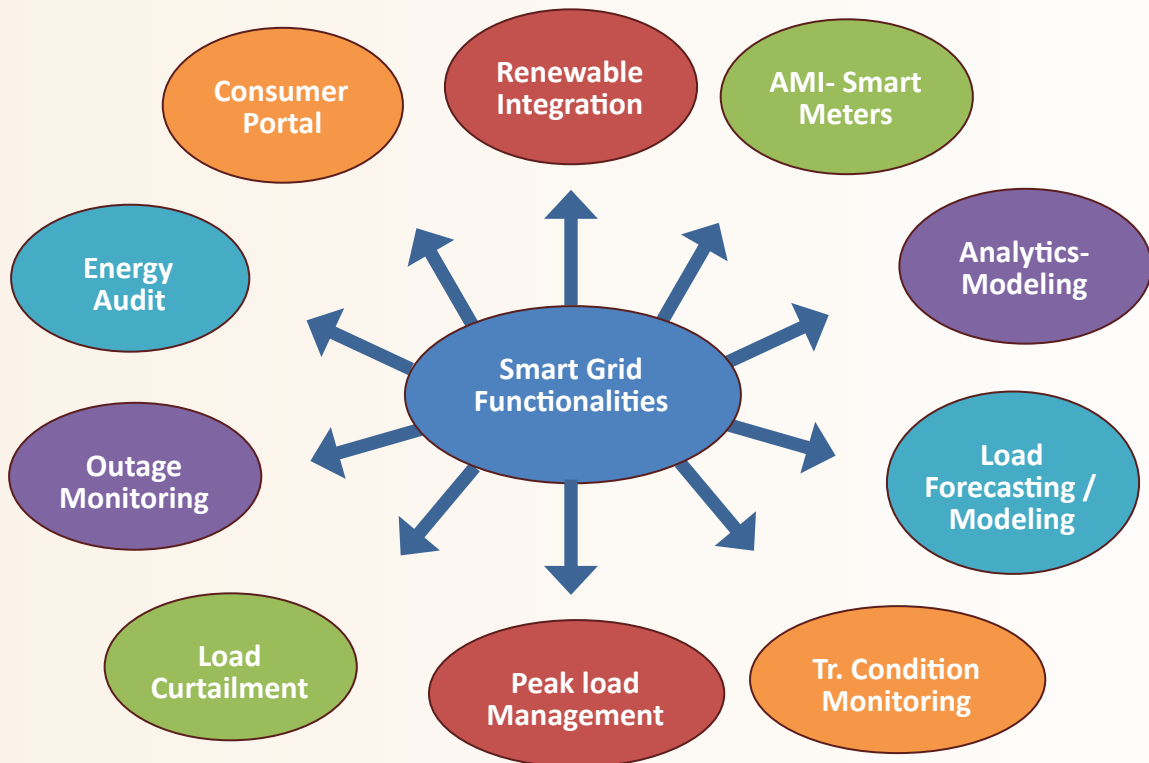 Consumer
Portal
Renewable
Integration
AMI- Smart
Meters
Energy
Audit
Analytics-
Modeling
Smart Grid
Functionalities
Outage
Monitoring
Load
Forecasting /
Modeling
Load
Curtailment
Peak load
Management
Tr. Condition
Monitoring